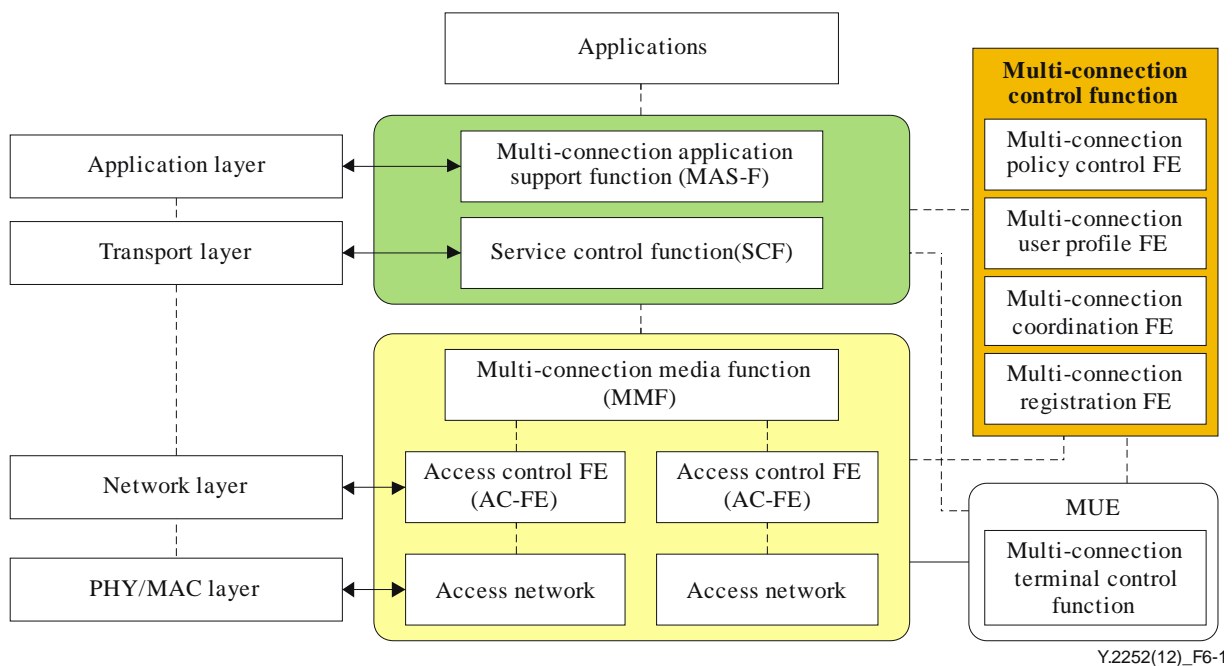 Applications
Multi-connection
control function
Multi-connection
policy control FE
Multi-connection
user profile FE
Multi-connection
coordination FE
Multi-connection
registration FE
Application layer
Multi-connection application
support function (MAS-F)
Transport layer
Service control function(SCF)
Multi-connection media function
(MMF)
Network layer
Access control FE
(AC-FE)
Access control FE
(AC-FE)
PHY/MAC layer
Access network
Access network
MUE
Multi-connection
terminal control
function
Y.2252(12)_F6-1